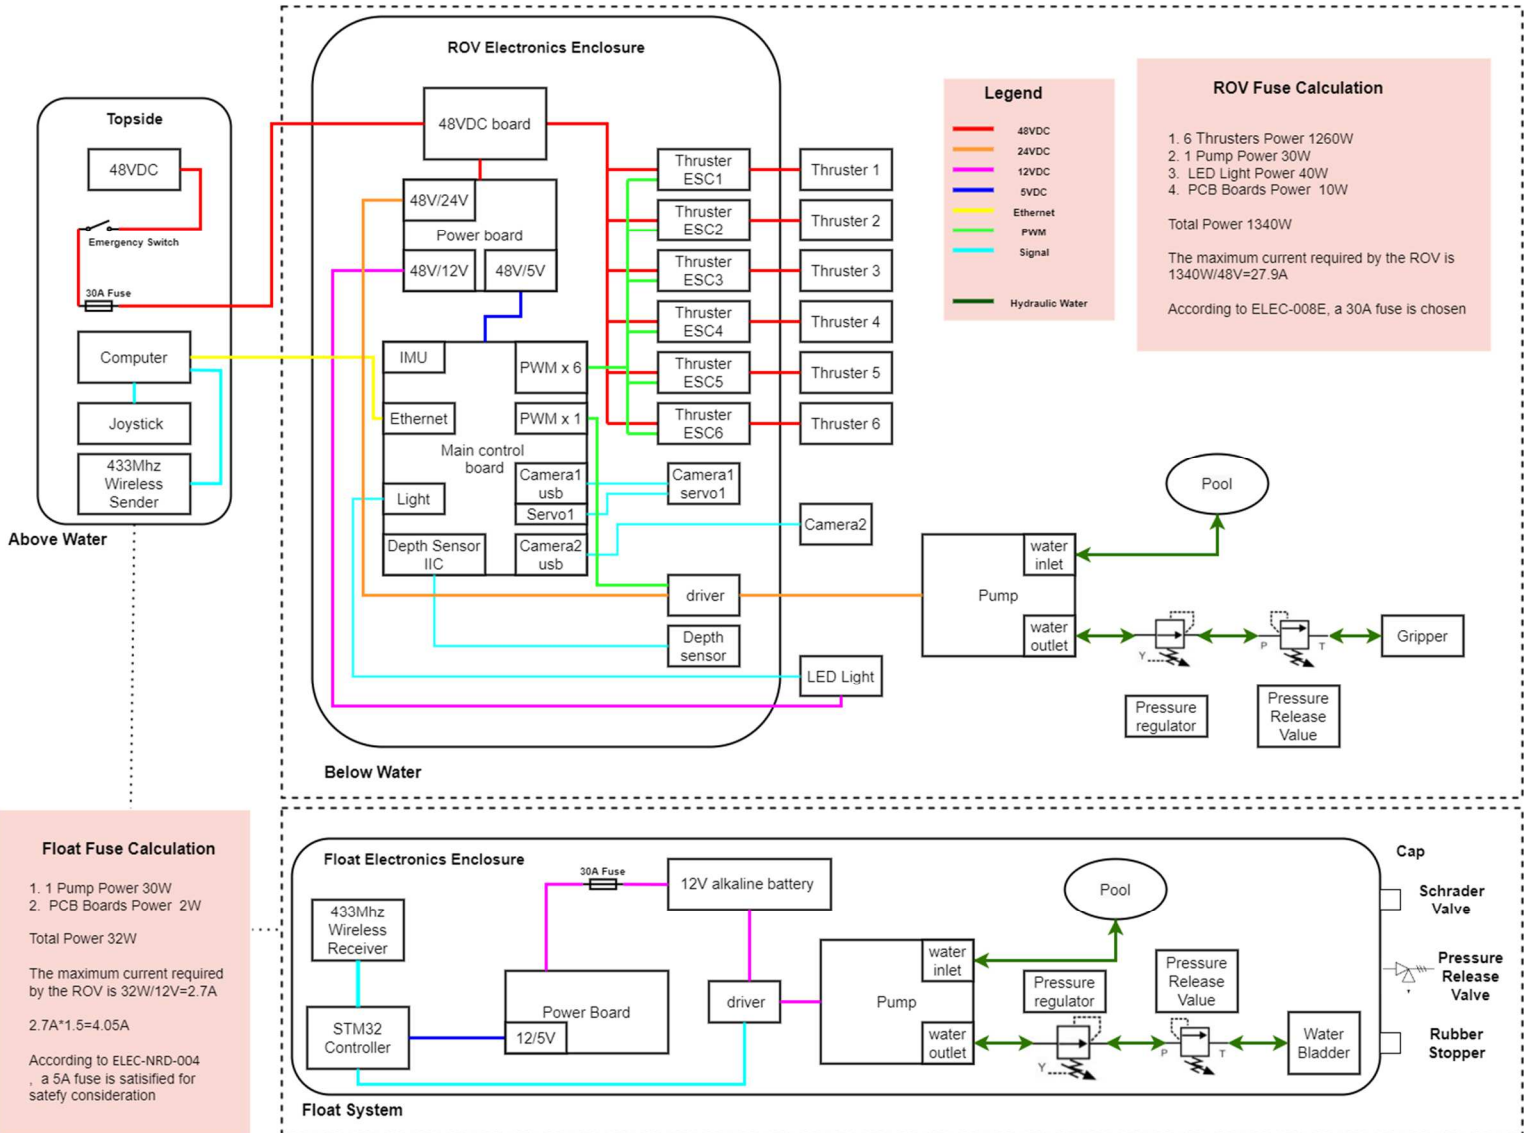 Topside
48VDC
Emergency Switch
30A Fuse
Computer
Joystick
433Mhz
Wireless
Sender
Above Water
ROV Electronics Enclosure
48VDC board
48V/24V
Power board
48V/12V
48V/5V
IMU
PWM x 6
Ethernet
PWM x 1
Main control
board
Camera1
usb
Servo1
Light
Depth Sensor
IIC
Camera2
usb
Thruster
ESC1
Thruster
ESC2
Thruster
ESC3
Thruster
ESC4
Thruster
ESC5
Thruster
ESC6
Camera1
servo1
driver
Depth
sensor
Thruster 1
Thruster 2
Thruster 3
Thruster 4
Thruster 5
Thruster 6
Camera2
LED Light
Below Water
Legend
48VDC
24VDC
12VDC
5VDC
Ethernet
PWM
Signal
Hydraulic Water
ROV Fuse Calculation
1. 6 Thrusters Power 1260W
2. 1 Pump Power 30W
3. LED Light Power 40W
4. PCB Boards Power 10W
Total Power 1340W
The maximum current required by the ROV is
1340W/48V=27.9A
According to ELEC-008E, a 30A fuse is chosen
Pool
water
inlet
Pump
water
outlet
Y
P
T
Gripper
Pressure
regulator
Pressure
Release
Value
Float Fuse Calculation
1. 1 Pump Power 30W
2. PCB Boards Power 2W
Total Power 32W
The maximum current required
by the ROV is 32W/12V=2.7A
2.7A*1.5=4.05A
According to ELEC-NRD-004
, a 5A fuse is satisified for
satefy consideration
Float Electronics Enclosure
30A Fuse
12V alkaline battery
433Mhz
Wireless
Receiver
Power Board
12/5V
STM32
Controller
driver
Pool
water
inlet
Pump
water
outlet
Pressure
regulator
Pressure
Release
Value
Y
P
T
Water
Bladder
Float System
Cap
Schrader
Valve
Pressure
Release
Valve
Rubber
Stopper